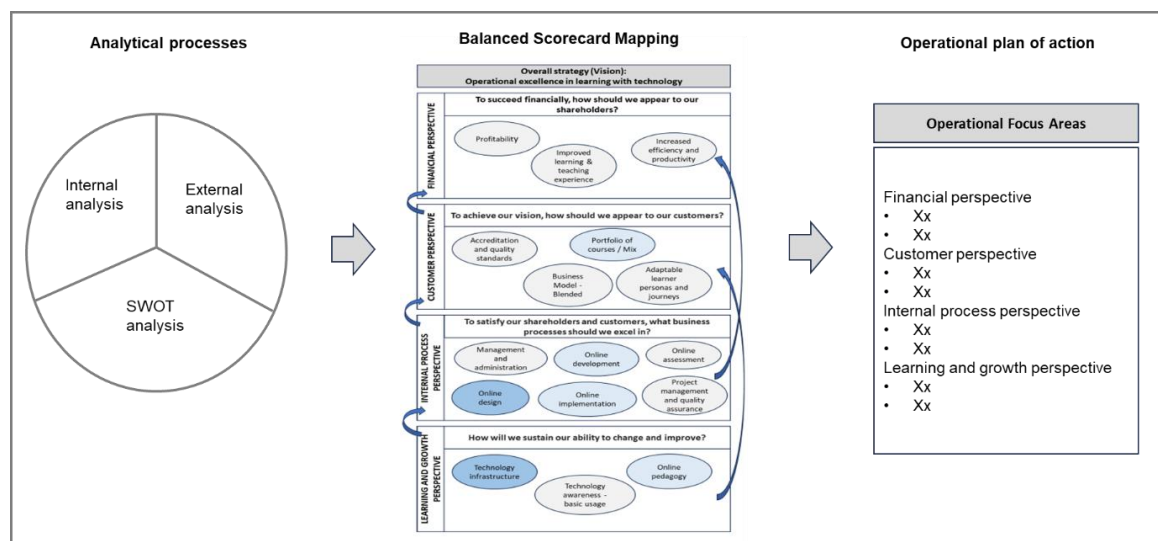 Analytical processes
Internal
analysis
External
analysis
SWOT
analysis
Balanced Scorecard Mapping
Overall strategy (Vision):
Operational excellence in learning with technology
FINANCIAL PERSPECTIVE
To succeed financially, how should we appear to our
shareholders?
Profitability
Improved
learning &
teaching
experience
Increased
efficiency and
productivity
CUSTOMER PERSPECTIVE
To achieve our vision, how should we appear to our customers?
Accreditation
and quality
standards
Portfolio of
courses / Mix
Business
Model -
Blended
Adaptable
learner
personas and
journeys
INTERNAL PROCESS
PERSPECTIVE
To satisfy our shareholders and customers, what business
processes should we excel in?
Management
and
administration
Online
development
Online
assessment
Online
design
Online
implementation
Project
management
and quality
assurance
LEARNING AND GROWTH
PERSPECTIVE
How will we sustain our ability to change and improve?
Technology
infrastructure
Technology
awareness -
basic usage
Online
pedagogy
Operational plan of action
Operational Focus Areas
Financial perspective
• Xx
• Xx
Customer perspective
• Xx
• Xx
Internal process perspective
• Xx
• Xx
Learning and growth perspective
• Xx
• Xx